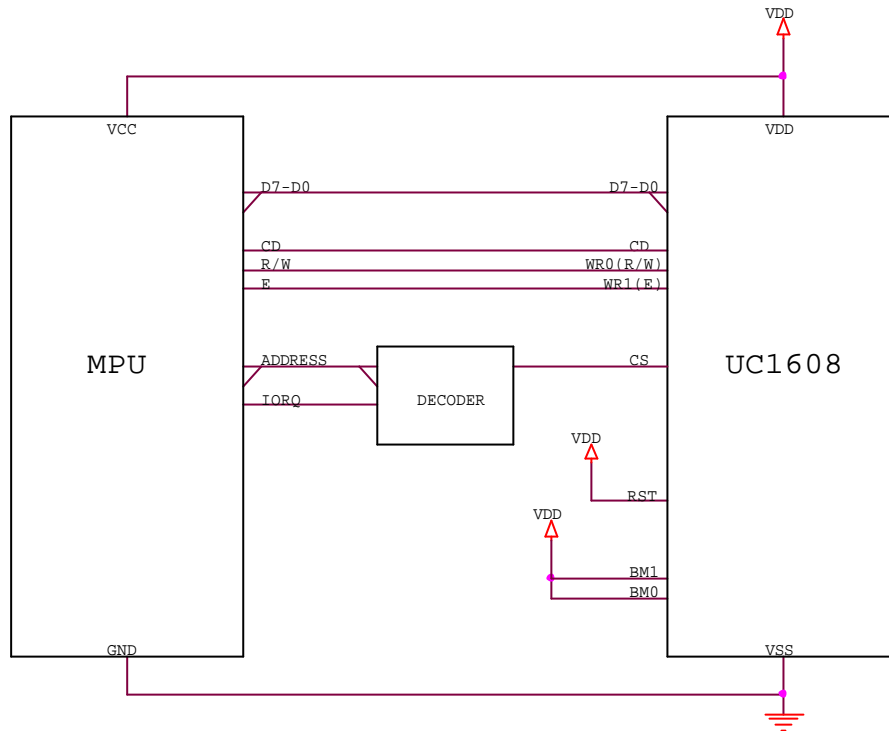 VDD
VCC
VDD
D7-D0
D7-D0
CD
CD
R/W
WR0(R/W)
E
WR1(E)
MPU
ADDRESS
CS
UC1608
IORQ
DECODER
VDD
RST
VDD
BM1
BM0
GND
VSS